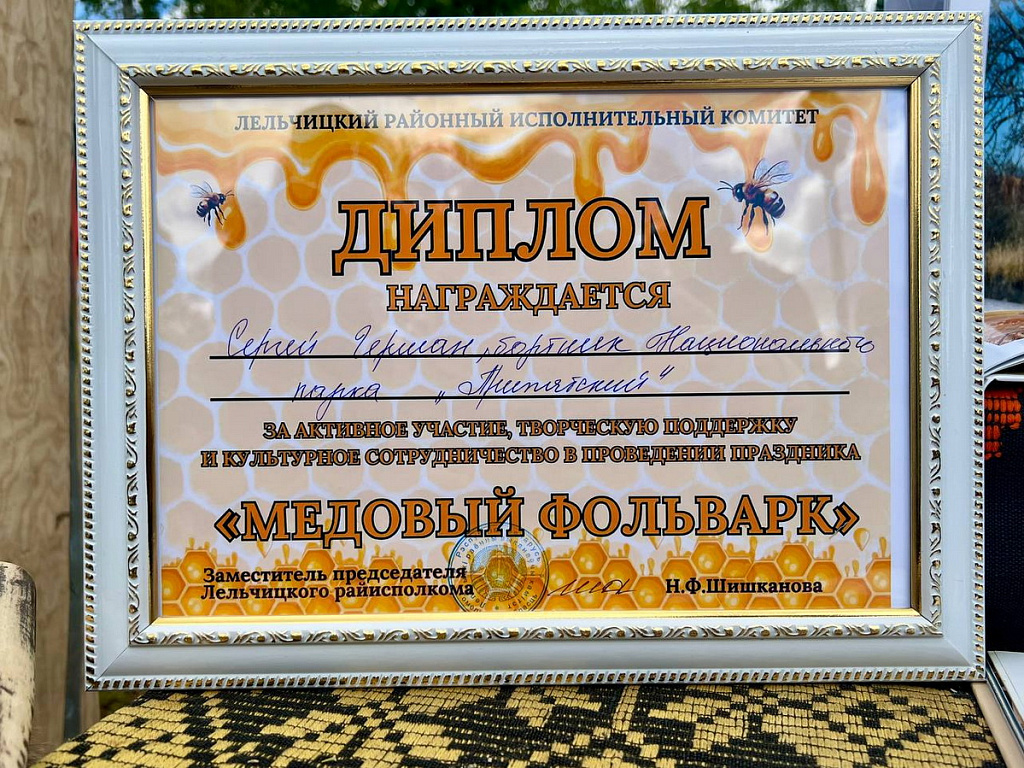 ЛЕЛЬЧИЦКИЙ РАЙОННЫЙ ИСПОЛНИТЕЛЬНЫЙ КОМИТЕТ
ДИПЛОМ
НАГРАЖДАЕТСЯ
Сергей Герман, бортник Национального
парка "Припятский"
ЗА АКТИВНОЕ УЧАСТИЕ, ТВОРЧЕСКУЮ ПОДДЕРЖКУ
И КУЛЬТУРНОЕ СОТРУДНИЧЕСТВО В ПРОВЕДЕНИИ ПРАЗДНИКА
«МЕДОВЫЙ ФОЛЬВАРК»
Заместитель председателя
Лельчицкого райисполкома Н.Ф.Шишканова